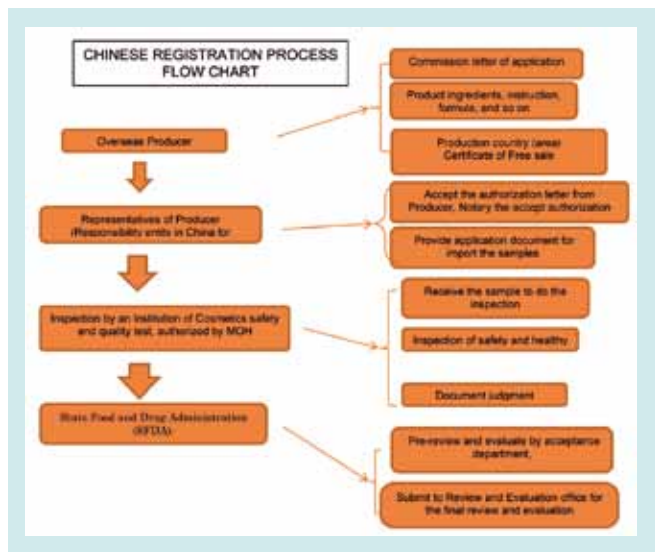 CHINESE REGISTRATION PROCESS
FLOW CHART
Overseas Producer
Representatives of Producer
(Responsibility entits in China for
Inspection by an institution of Cosmetics safety
and quality test, authorized by MOH
State Food and Drug Administration
(SFDA)
Commission letter of application
Product ingredients, instruction,
formula, and so on
Production country (area)
Certificate of Free sale
Accept the authorization letter from
Producer, Notary the accept authorization
Provide application document for
import the samples
Receive the sample to do the
inspection
Inspection of safety and healthy
Document judgment
Pre-review and evaluate by acceptance
department,
Submit to Review and Evaluation office for
the final review and evaluation